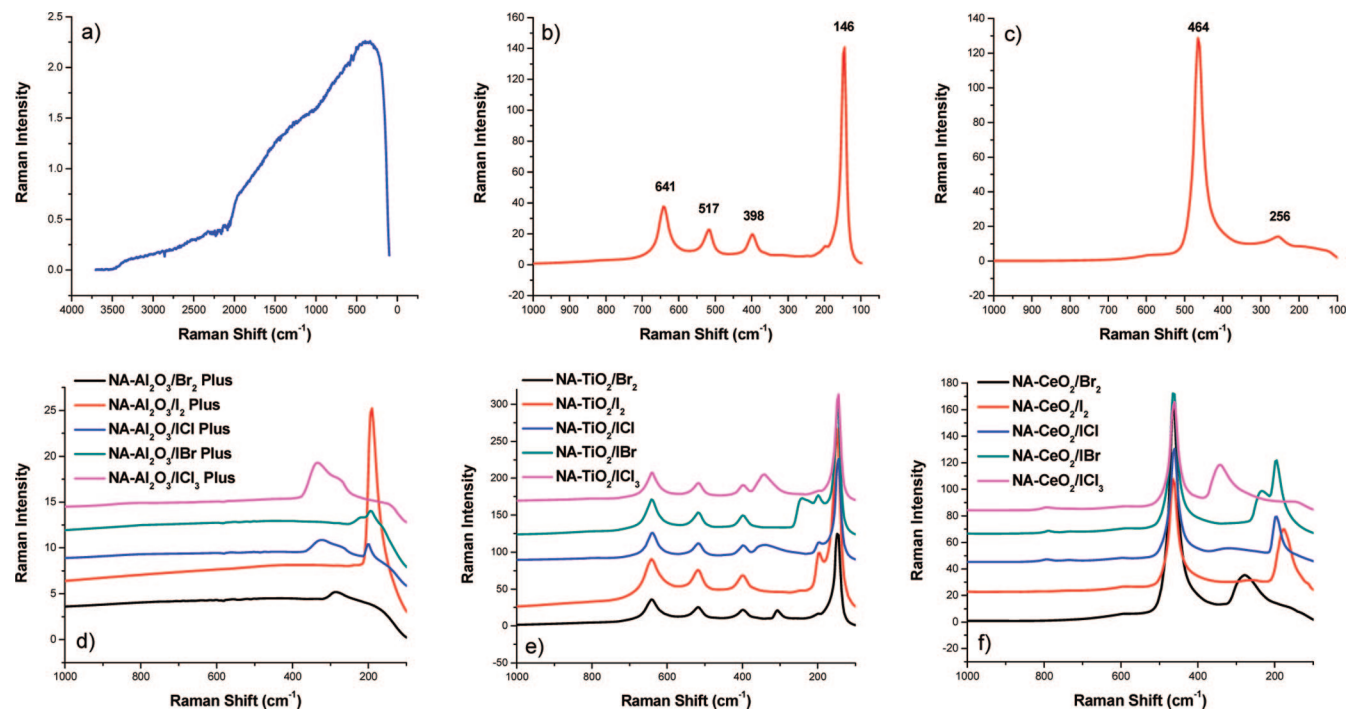 a)
Raman Intensity
2.5
2.0
1.5
1.0
0.5
0.0
4000 3500 3000 2500 2000 1500 1000 500 0
Raman Shift (cm⁻¹)
b)
Raman Intensity
160
140
120
100
80
60
40
20
0
-20
641
517
398
146
1000 900 800 700 600 500 400 300 200 100
Raman Shift (cm⁻¹)
c)
Raman Intensity
140
120
100
80
60
40
20
0
-20
464
256
1000 900 800 700 600 500 400 300 200 100
Raman Shift (cm⁻¹)
NA-Al₂O₃/Br₂ Plus
NA-Al₂O₃/I₂ Plus
NA-Al₂O₃/ICl Plus
NA-Al₂O₃/IBr Plus
NA-Al₂O₃/ICl₃ Plus
Raman Intensity
25
20
15
10
5
0
d)
1000 800 600 400 200
Raman Shift (cm⁻¹)
NA-TiO₂/Br₂
NA-TiO₂/I₂
NA-TiO₂/ICl
NA-TiO₂/IBr
NA-TiO₂/ICl₃
Raman Intensity
300
250
200
150
100
50
0
-50
e)
1000 800 600 400 200
Raman Shift (cm⁻¹)
NA-CeO₂/Br₂
NA-CeO₂/I₂
NA-CeO₂/ICl
NA-CeO₂/IBr
NA-CeO₂/ICl₃
Raman Intensity
180
160
140
120
100
80
60
40
20
0
-20
f)
1000 800 600 400 200
Raman Shift (cm⁻¹)